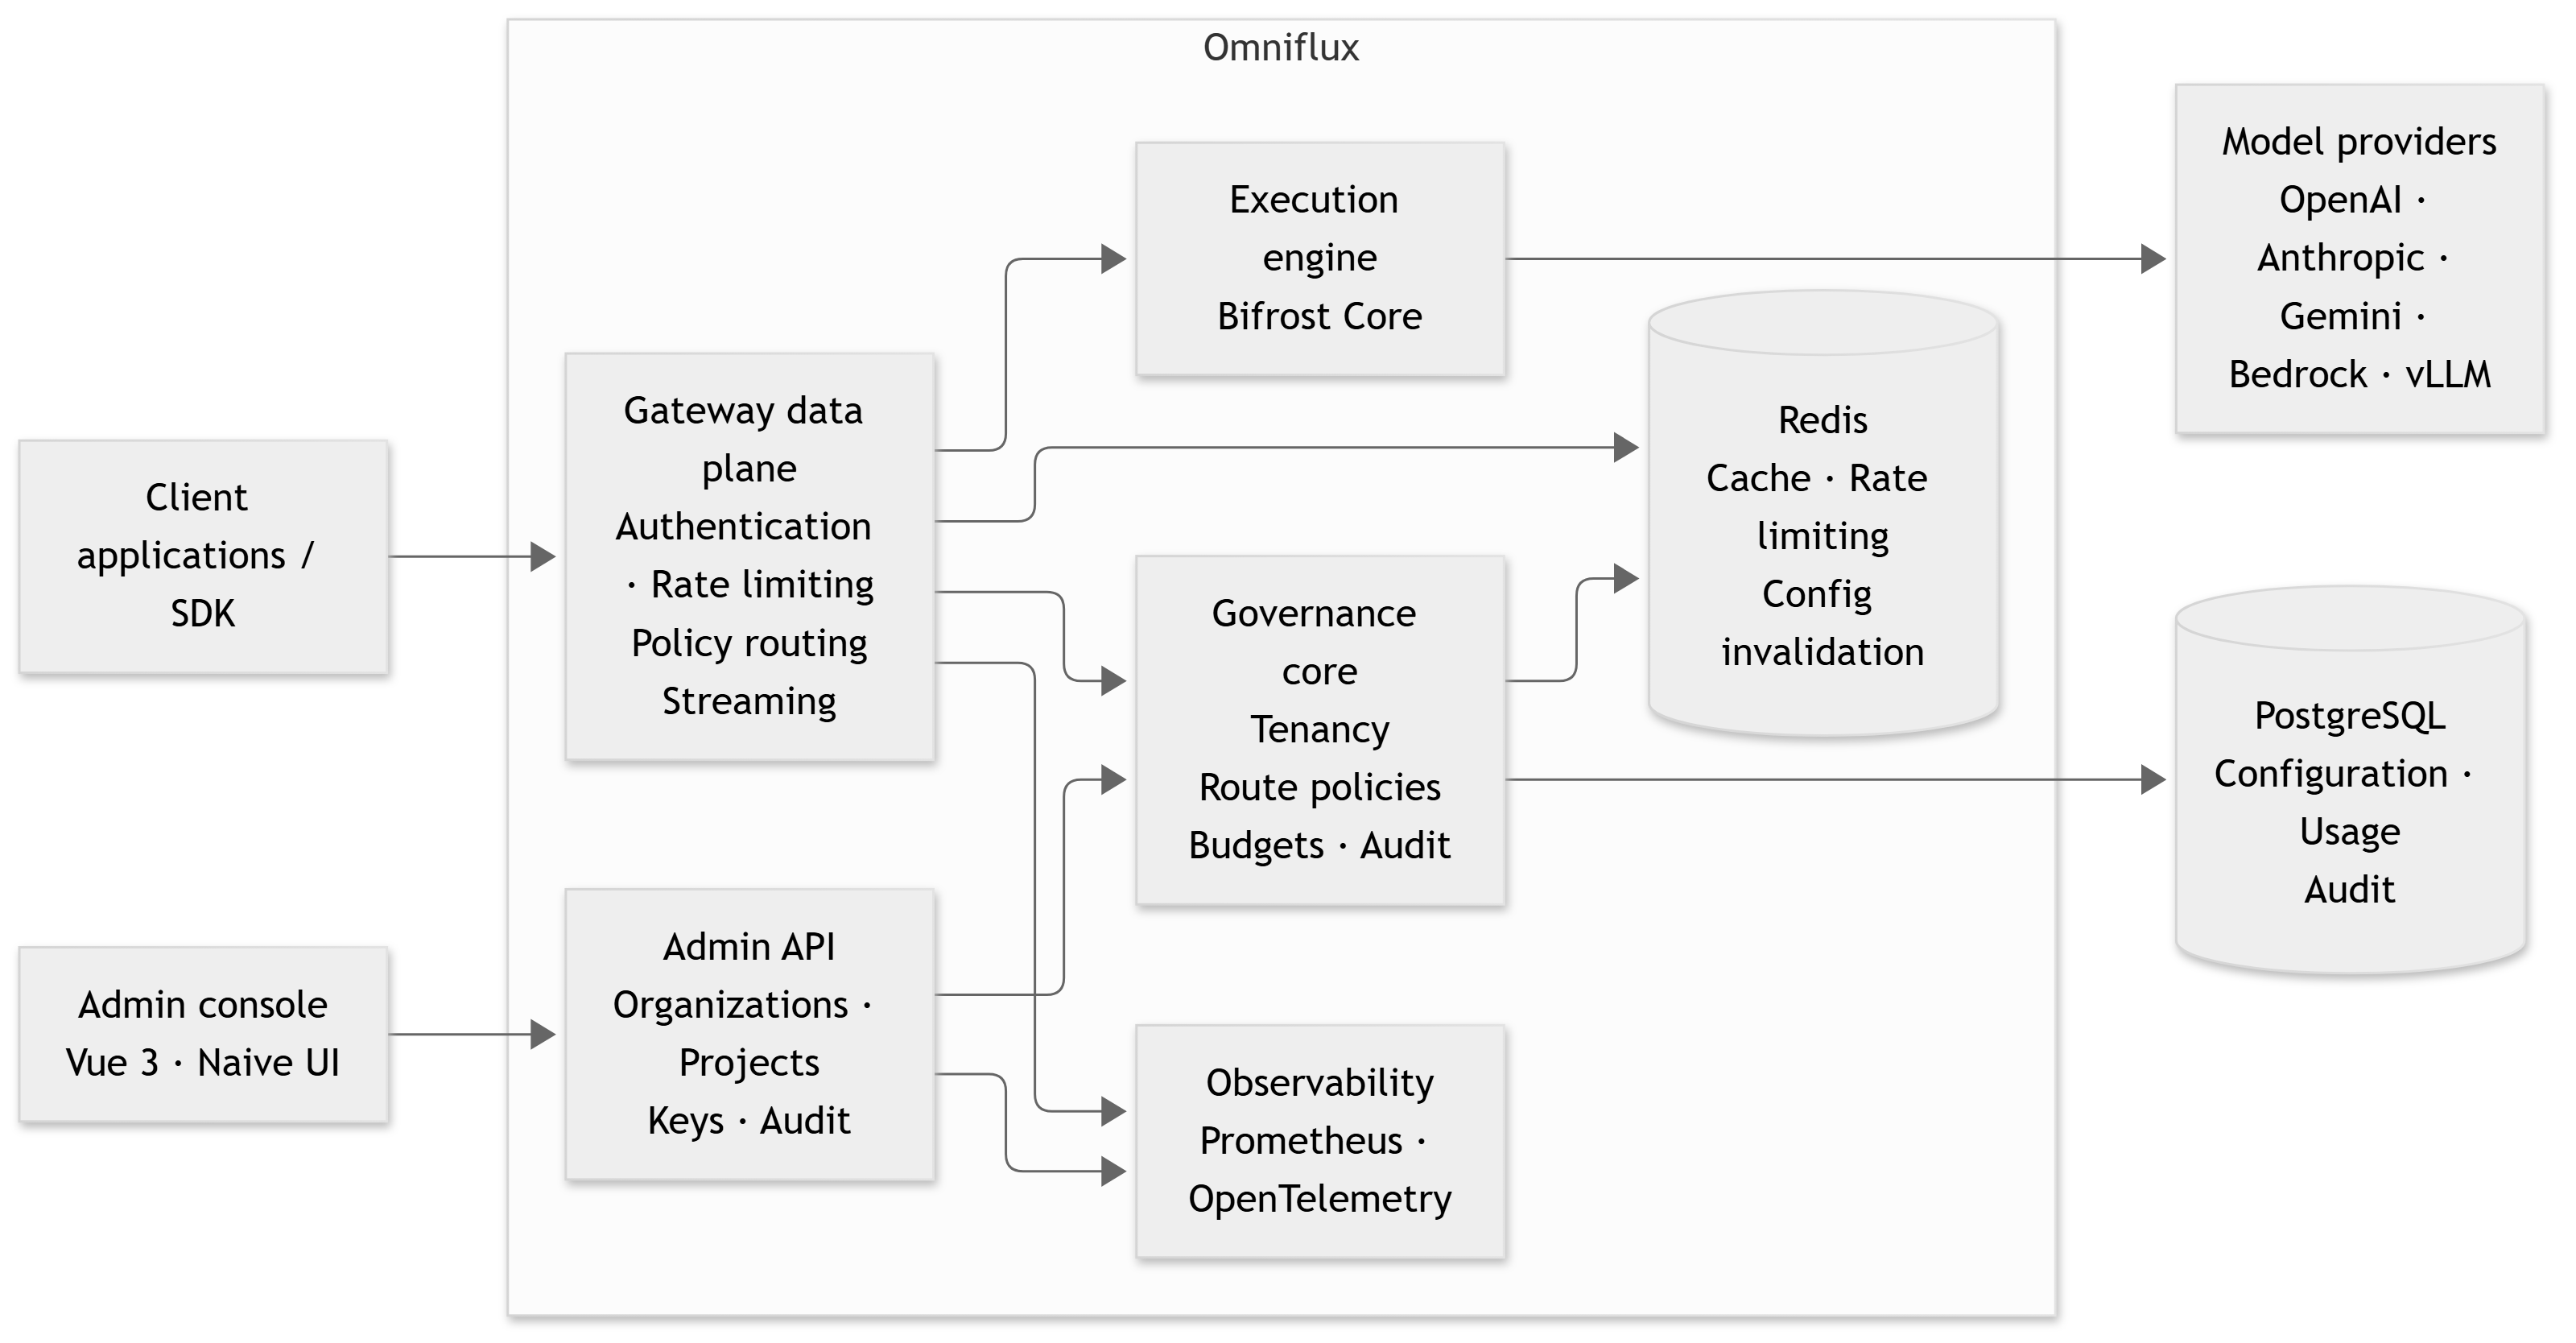 Omniflux
Client
applications /
SDK
Admin console
Vue 3 · Naive UI
Gateway data
plane
Authentication
· Rate limiting
Policy routing
Streaming
Admin API
Organizations ·
Projects
Keys · Audit
Execution
engine
Bifrost Core
Governance
core
Tenancy
Route policies
Budgets · Audit
Observability
Prometheus ·
OpenTelemetry
Redis
Cache · Rate
limiting
Config
invalidation
Model providers
OpenAI ·
Anthropic ·
Gemini ·
Bedrock · vLLM
PostgreSQL
Configuration ·
Usage
Audit